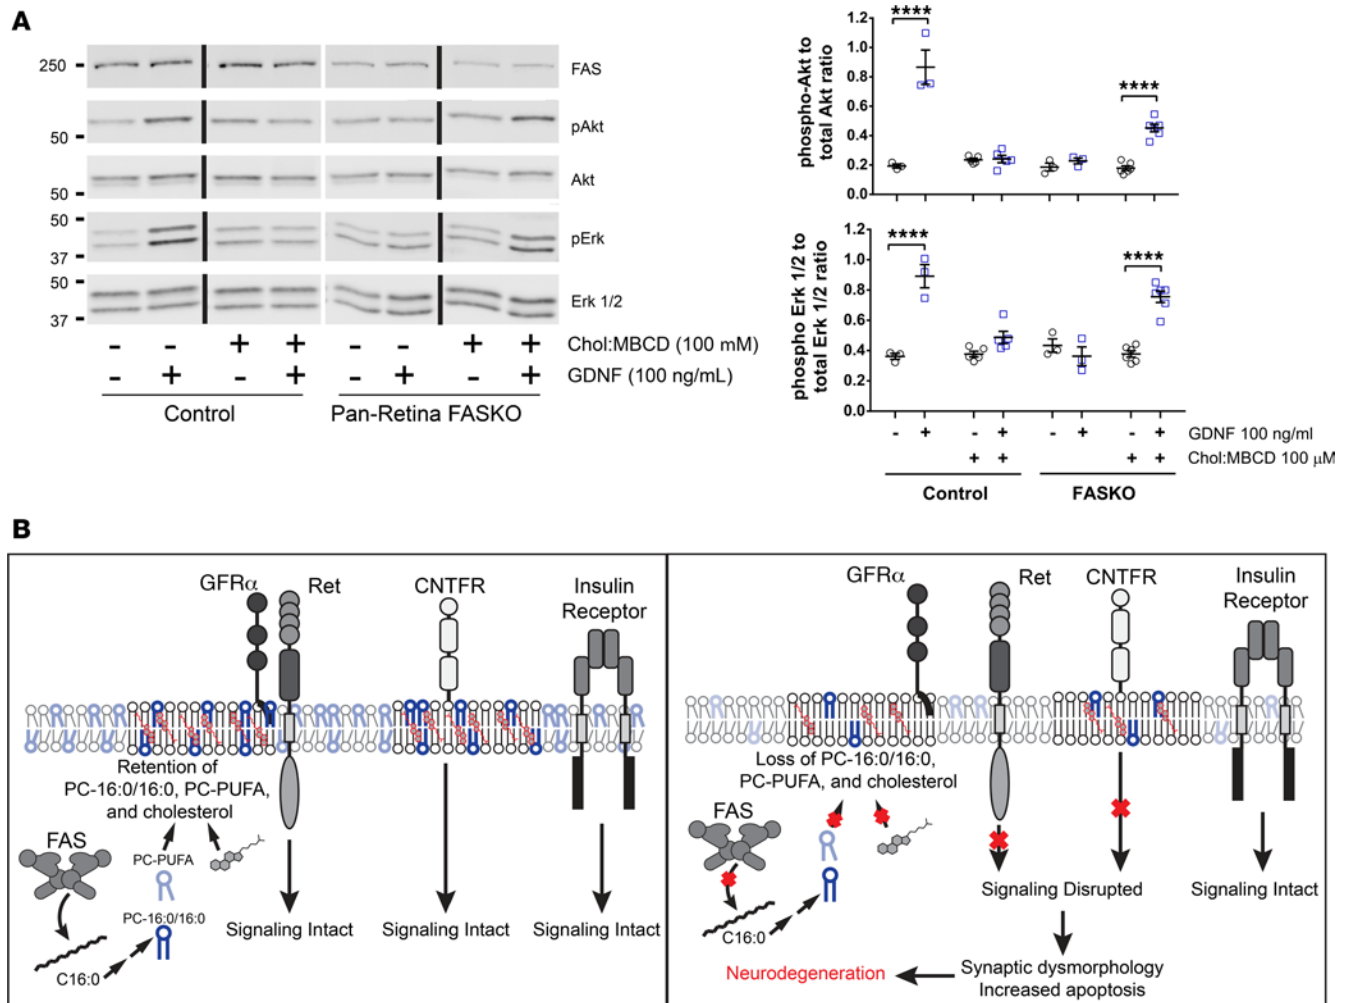 A
250
FAS
pAkt
50
Akt
50
50
pErk
37
50
Erk 1/2
37
- - + + - - + + Chol:MBCD (100 mM)
- + - + - + - + GDNF (100 ng/mL)
Control
Pan-Retina FASKO
phospho-Akt to
total Akt ratio
1.2
1.0
0.8
0.6
0.4
0.2
0.0
****
****
phospho Erk 1/2 to
total Erk 1/2 ratio
1.2
1.0
0.8
0.6
0.4
0.2
0.0
****
****
- + + - + + GDNF 100 ng/ml
+ + + + Chol:MBCD 100 µM
Control
FASKO
B
GFRα
Ret
CNTFR
Insulin
Receptor
Retention of
PC-16:0/16:0, PC-PUFA,
and cholesterol
FAS
PC-PUFA
PC-16:0/16:0
C16:0
Signaling Intact
Signaling Intact
Signaling Intact
GFRα
Ret
CNTFR
Insulin
Receptor
Loss of PC-16:0/16:0,
PC-PUFA, and cholesterol
FAS
C16:0
Signaling Disrupted
Signaling Intact
Synaptic dysmorphology
Increased apoptosis
Neurodegeneration